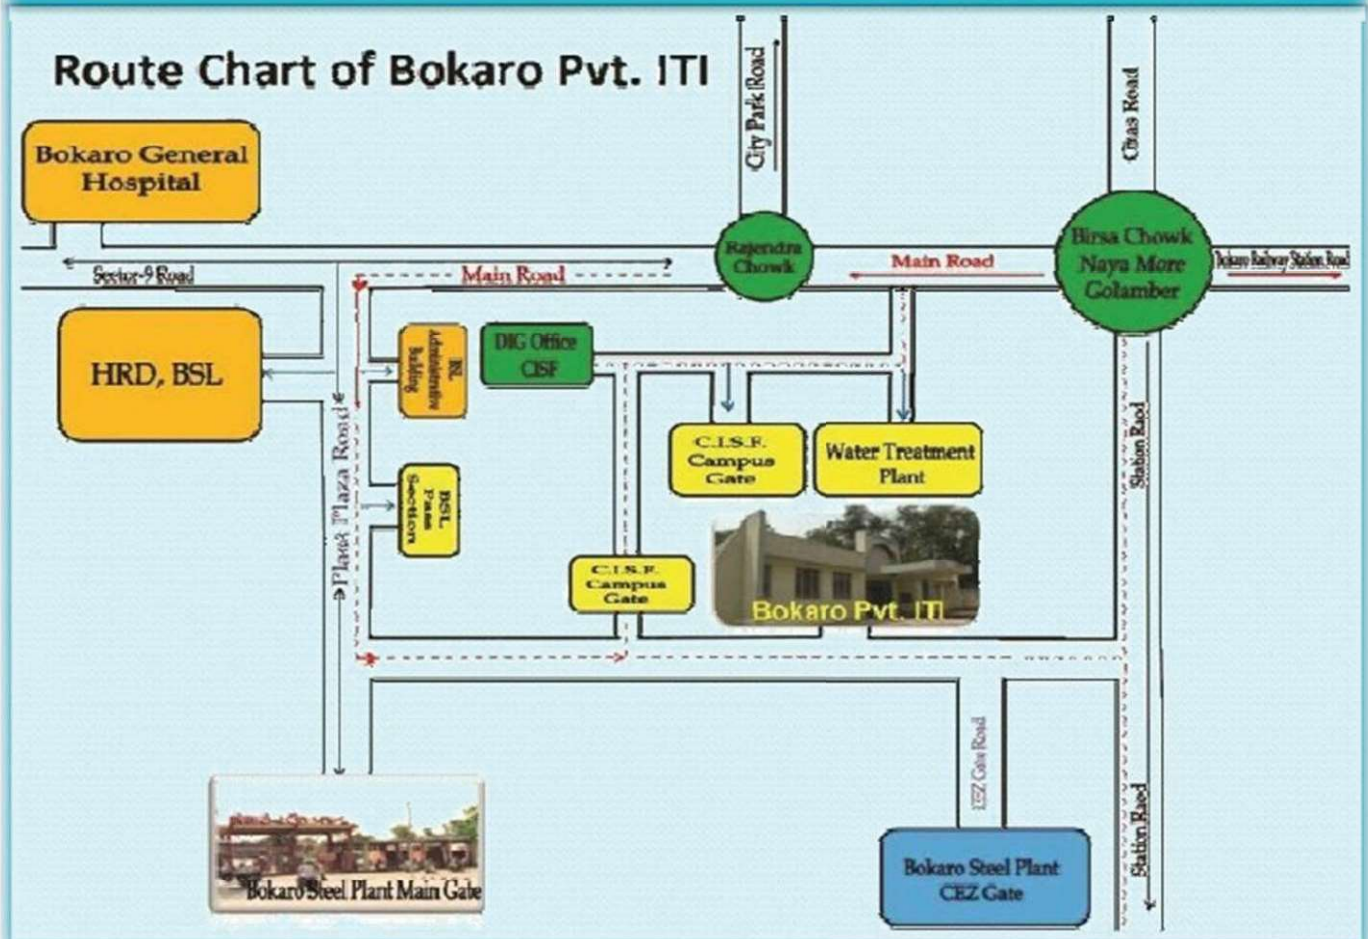 Route Chart of Bokaro Pvt. ITI
City Park Road
Chas Road
Bokaro General
Hospital
Rajendra
Chowk
Birsa Chowk
Naya More
Golamber
Sector-9 Road
Main Road
Main Road
Bokaro Railway Station Road
HRD, BSL
BSL
Administrative
Building
DIG Office
CISF
C.I.S.F.
Campus
Gate
Water Treatment
Plant
Station Raod
Plaza Road
BSL
Pass
Section
C.I.S.F.
Campus
Gate
Bokaro Pvt. ITI
CEZ Gate Road
Station Raod
Bokaro Steel Plant Main Gate
Bokaro Steel Plant
CEZ Gate